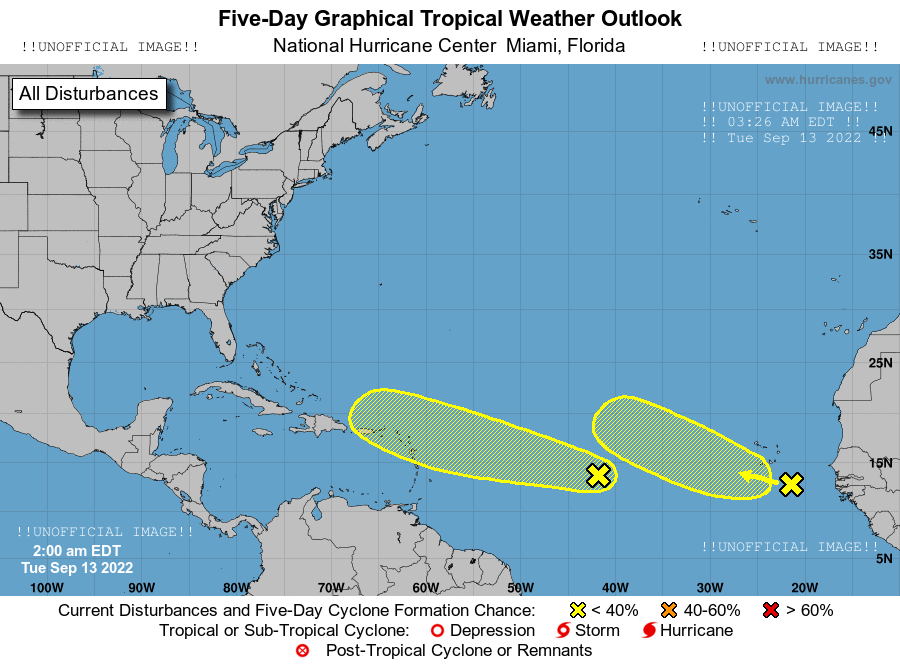 Five-Day Graphical Tropical Weather Outlook
!!UNOFFICIAL IMAGE!! National Hurricane Center Miami, Florida !!UNOFFICIAL IMAGE!!
www.hurricanes.gov
All Disturbances
!!UNOFFICIAL IMAGE!!
!! 03:26 AM EDT !!
45N
!! Tue Sep 13 2022 !!
35N
25N
15N
!!UNOFFICIAL IMAGE!!
2:00 am EDT
Tue Sep 13 2022
!!UNOFFICIAL IMAGE!!
5N
100W 90W 80W 70W 60W 50W 40W 30W 20W
Current Disturbances and Five-Day Cyclone Formation Chance: < 40% 40-60% > 60%
Tropical or Sub-Tropical Cyclone: Depression Storm Hurricane
Post-Tropical Cyclone or Remnants